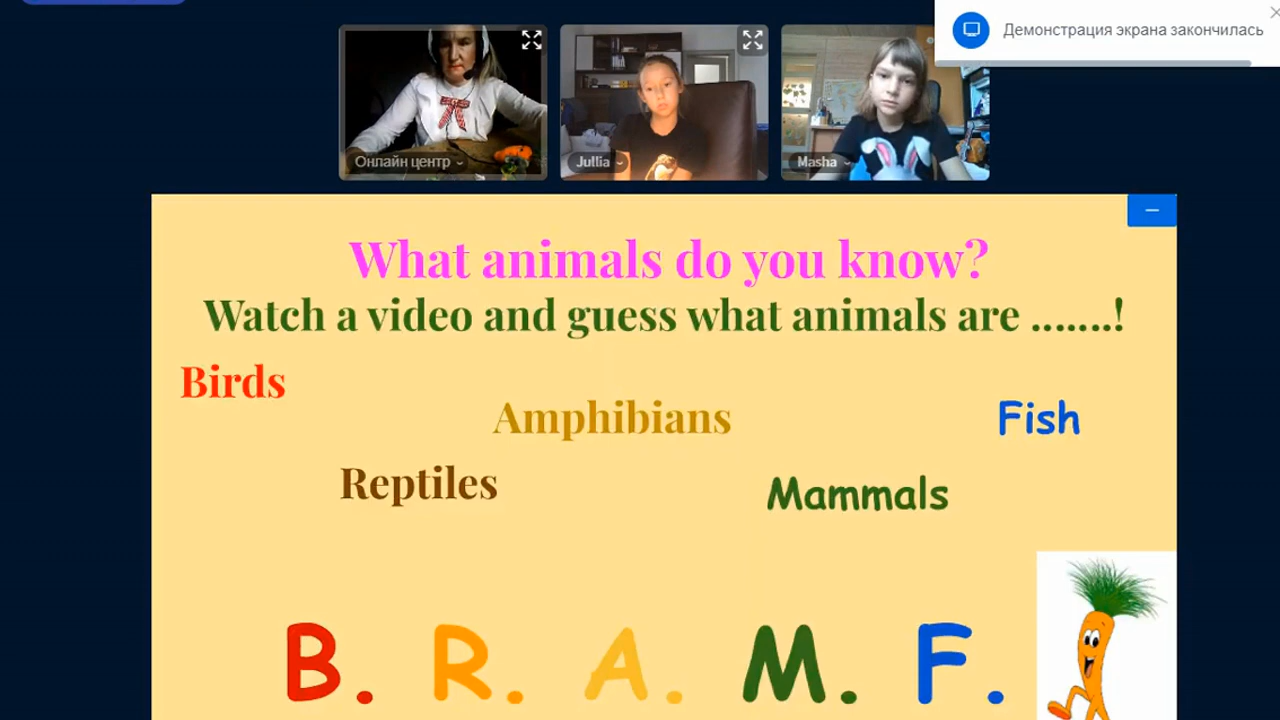 Демонстрация экрана закончилась
Онлайн центр
Jullia
Masha
What animals do you know?
Watch a video and guess what animals are .......!
Birds
Amphibians
Fish
Reptiles
Mammals
B. R. A. M. F.